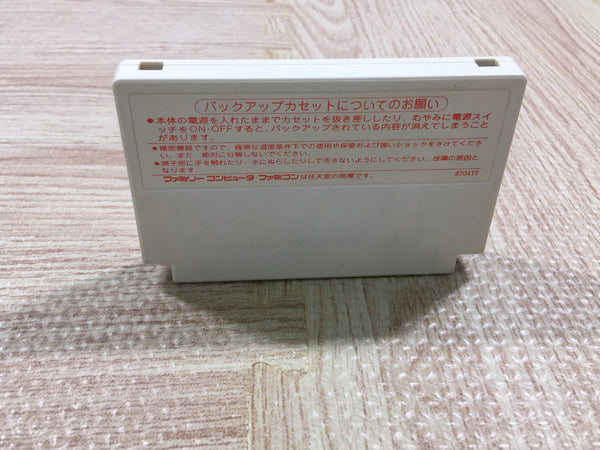 バックアップカセットについてのお願い
●本体の電源を入れたままでカセットを抜き差ししたり、むやみに電源スイ
ッチをON・OFFすると、バックアップされている内容が消えてしまうこと
があります。
●精密機器ですので、極端な温度条件下での使用や保管および強いショックをさけてくださ
い。また、絶対に分解しないでください。
●端子部に手を触れたり、水にぬらしたりして汚さないようにしてください。故障の原因と
なります。
ファミリー コンピュータ・ファミコンは任天堂の商標です。
670417